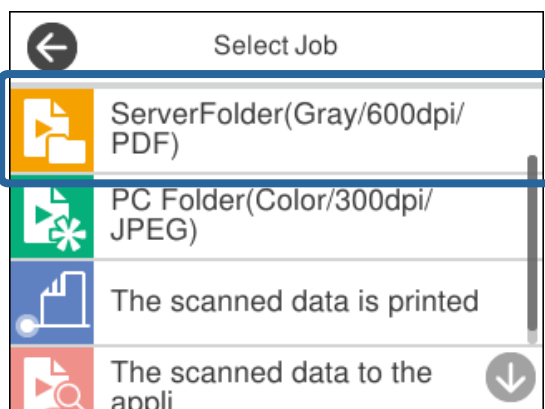 Select Job
ServerFolder(Gray/600dpi/
PDF)
PC Folder(Color/300dpi/
JPEG)
The scanned data is printed
The scanned data to the
appli